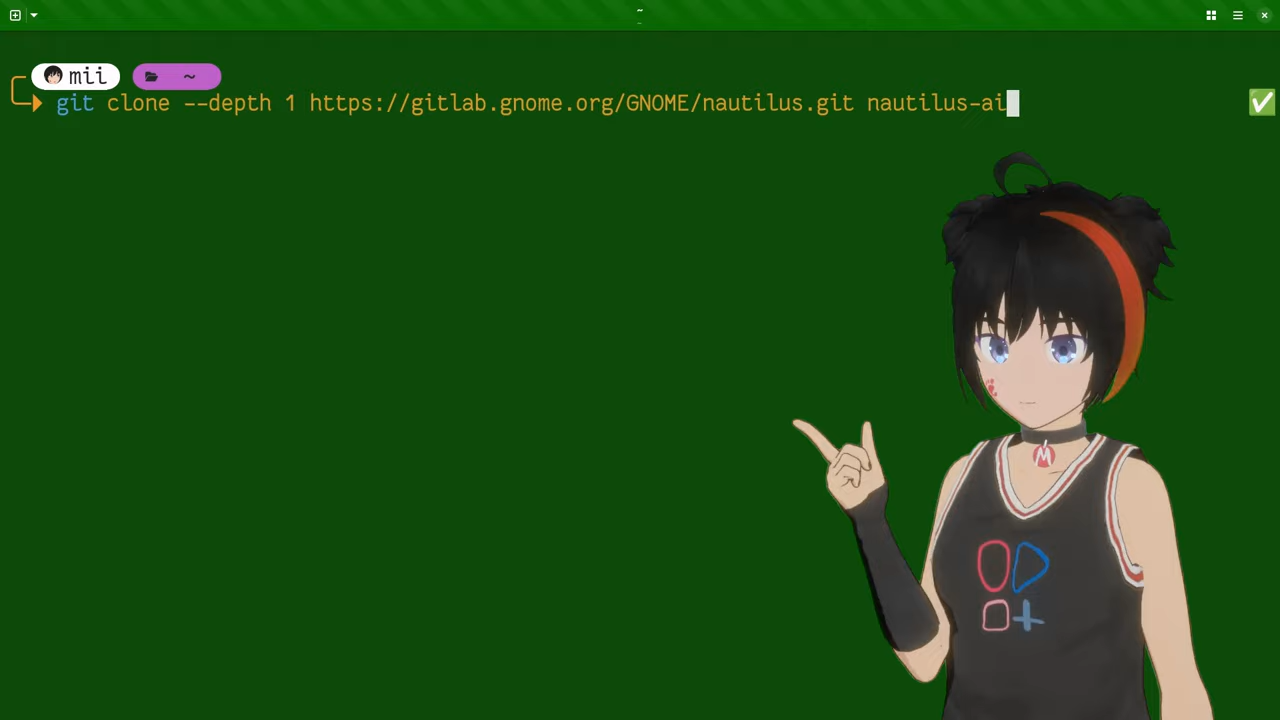 ~
mii ~
git clone --depth 1 https://gitlab.gnome.org/GNOME/nautilus.git nautilus-ai
M